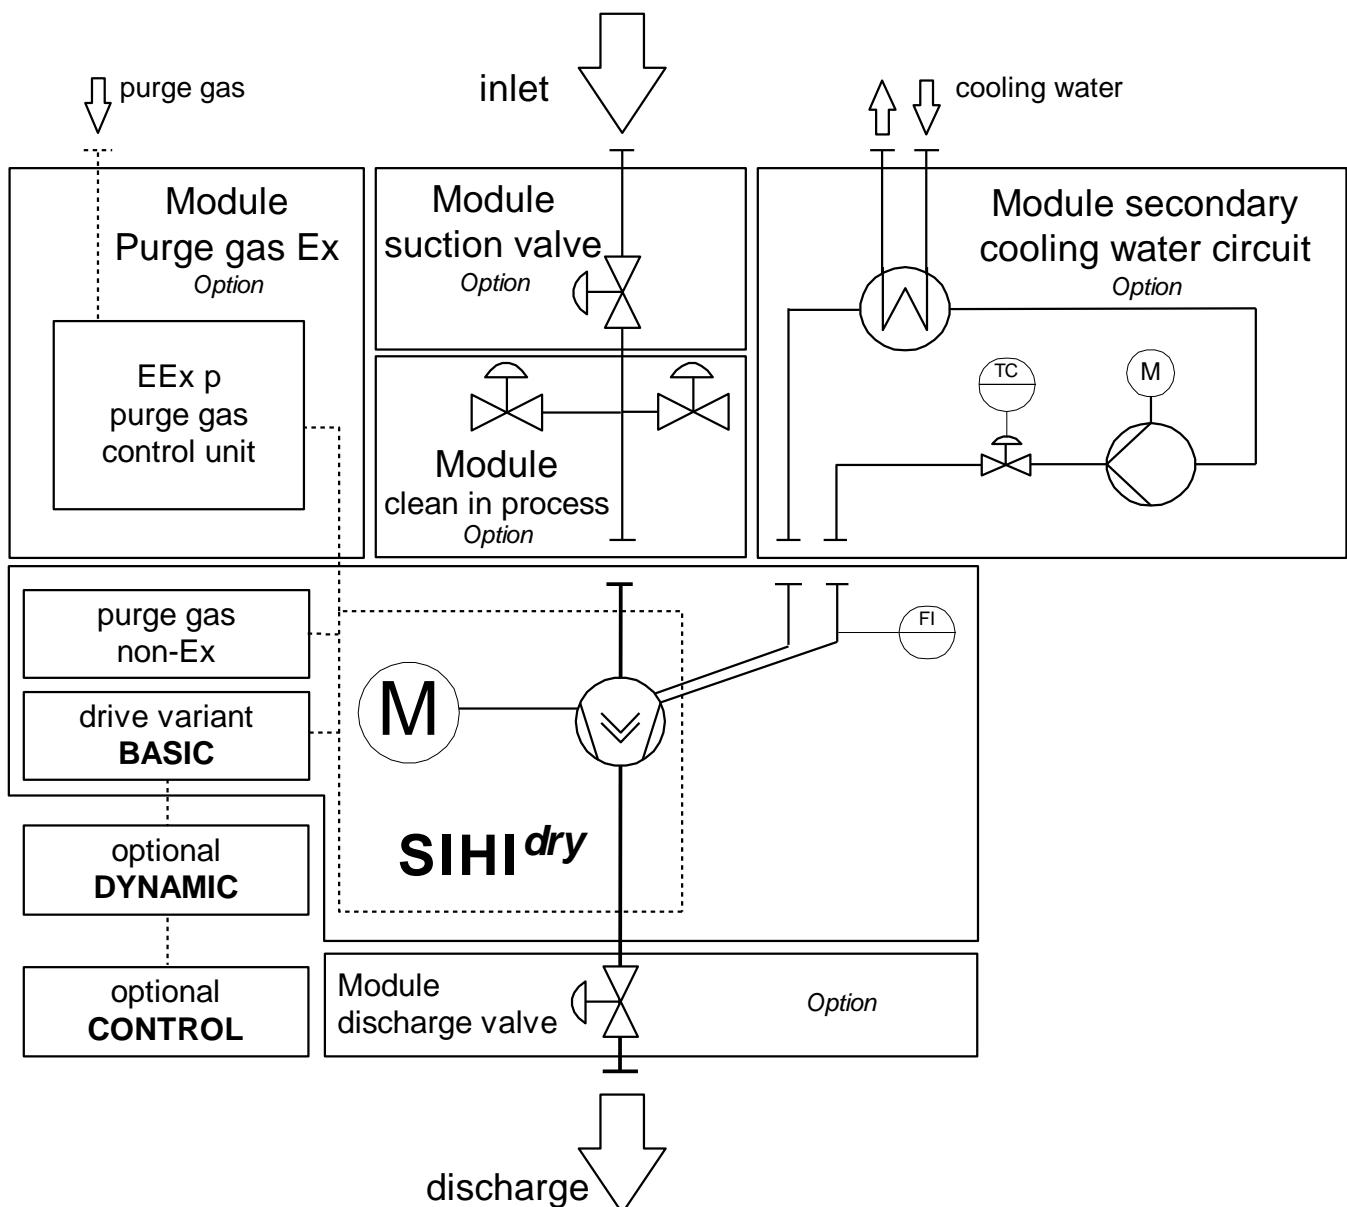 purge gas
inlet
cooling water
Module
Purge gas Ex
Option
EEx p
purge gas
control unit
Module
suction valve
Option
Module
clean in process
Option
Module secondary
cooling water circuit
Option
TC
M
purge gas
non-Ex
drive variant
BASIC
optional
DYNAMIC
optional
CONTROL
M
FI
SIHI dry
Module
discharge valve
Option
discharge